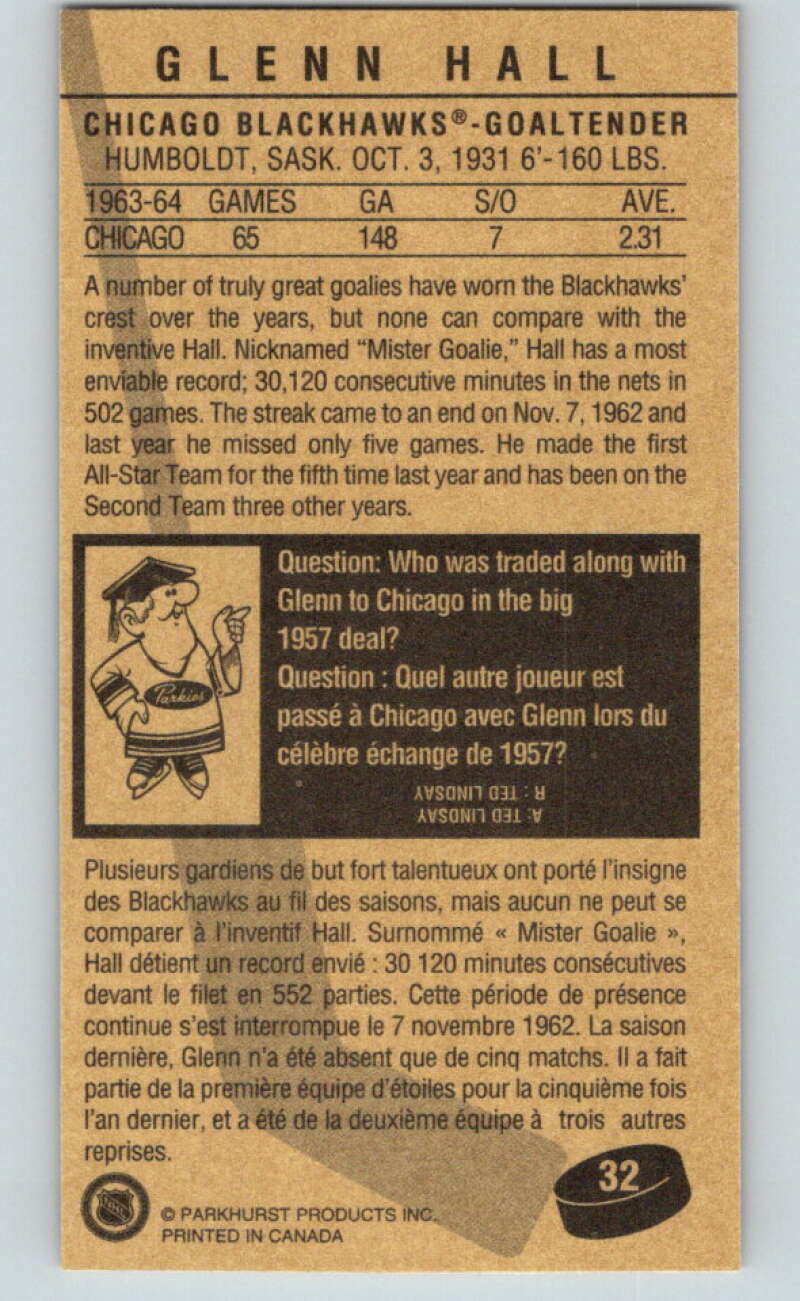 GLENN HALL
CHICAGO BLACKHAWKS®-GOALTENDER
HUMBOLDT, SASK. OCT. 3, 1931 6'-160 LBS.
1963-64 GAMES GA S/O AVE.
CHICAGO 65 148 7 2.31
A number of truly great goalies have worn the Blackhawks'
crest over the years, but none can compare with the
inventive Hall. Nicknamed “Mister Goalie,” Hall has a most
enviable record; 30,120 consecutive minutes in the nets in
502 games. The streak came to an end on Nov. 7, 1962 and
last year he missed only five games. He made the first
All-Star Team for the fifth time last year and has been on the
Second Team three other years.
Parkies
Question: Who was traded along with
Glenn to Chicago in the big
1957 deal?
Question : Quel autre joueur est
passé à Chicago avec Glenn lors du
célèbre échange de 1957?
R : TED LINDSAY
A: TED LINDSAY
Plusieurs gardiens de but fort talentueux ont porté l'insigne
des Blackhawks au fil des saisons, mais aucun ne peut se
comparer à l'inventif Hall. Surnommé « Mister Goalie »,
Hall détient un record envié : 30 120 minutes consécutives
devant le filet en 552 parties. Cette période de présence
continue s'est interrompue le 7 novembre 1962. La saison
dernière, Glenn n'a été absent que de cinq matchs. Il a fait
partie de la première équipe d'étoiles pour la cinquième fois
l'an dernier, et a été de la deuxième équipe à trois autres
reprises.
32
© PARKHURST PRODUCTS INC.
PRINTED IN CANADA